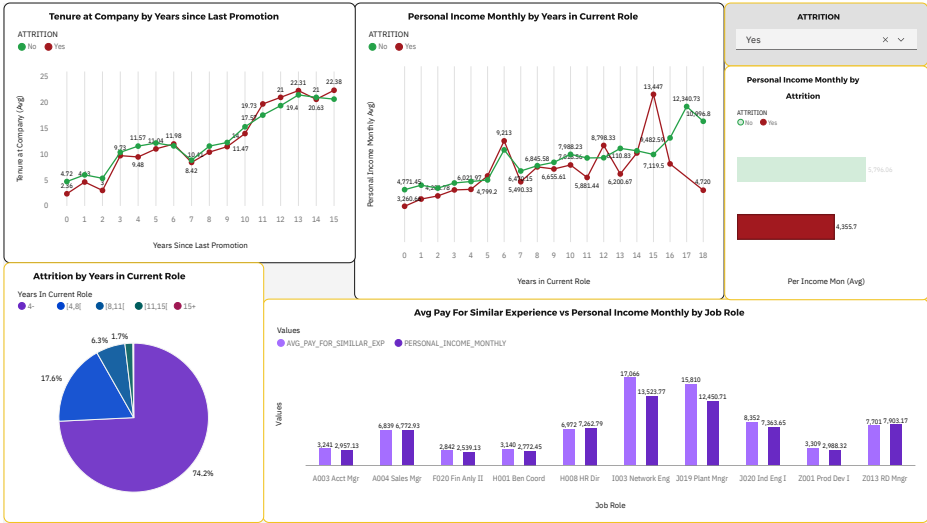 Tenure at Company by Years since Last Promotion
ATTRITION
No Yes
Tenure at Company (Avg)
25
20
15
10
5
0
4.72 4.63 9.73 11.57 11.04 11.98 19.73 21 22.31 21 22.38
2.36 3 9.48 8.42 11.47 19.4 20.63
0 1 2 3 4 5 6 7 8 9 10 11 12 13 14 15
Years Since Last Promotion
Personal Income Monthly by Years in Current Role
ATTRITION
No Yes
Personal Income Monthly Avg)
13,447
12,340.73
10,996.8
9,213
8,798.33
9,482.59
7,988.23
6,845.58
7,119.5
6,655.61
6,200.67
5,881.44
5,490.33
4,771.45
6,021.97
4,799.2
4,720
0 1 2 3 4 5 6 7 8 9 10 11 12 13 14 15 16 17 18
Years in Current Role
ATTRITION
Yes
Personal Income Monthly by
Attrition
ATTRITION
No Yes
5,796.06
4,355.7
Per Income Mon (Avg)
Attrition by Years in Current Role
Years In Current Role
4- [4,8[ [8,11[ [11,15[ 15+
1.7%
6.3%
17.6%
74.2%
Avg Pay For Similar Experience vs Personal Income Monthly by Job Role
Values
AVG_PAY_FOR_SIMILLAR_EXP PERSONAL_INCOME_MONTHLY
Values
3,241 2,957.13 6,839 6,772.93 2,842 2,539.13 3,140 2,772.45 6,972 7,262.79 17,066 13,523.77 15,810 12,450.71 8,352 7,363.65 3,309 2,988.32 7,701 7,903.17
A003 Acct Mgr A004 Sales Mgr F020 Fin Anly II H001 Ben Coord H008 HR Dir I003 Network Eng J019 Plant Mngr J020 Ind Eng I Z001 Prod Dev I Z013 RD Mngr
Job Role